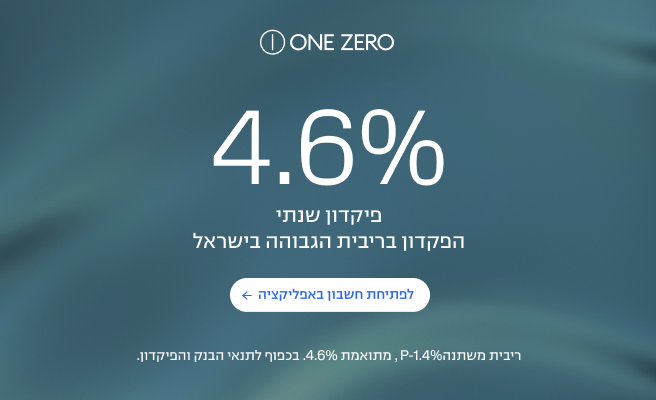 ONE ZERO
4.6%
פיקדון שנתי
הפקדון בריבית הגבוהה בישראל
לפתיחת חשבון באפליקציה ←
ריבית משתנה P-1.4%, מתואמת 4.6%. בכפוף לתנאי הבנק והפיקדון.